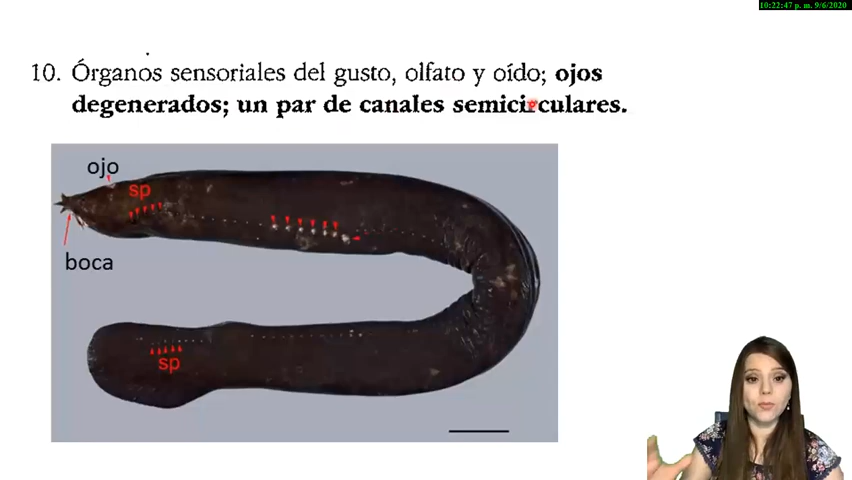 10:22:47 p. m. 9/6/2020
10. Órganos sensoriales del gusto, olfato y oído; ojos
degenerados; un par de canales semicirculares.
ojo
sp
boca
sp